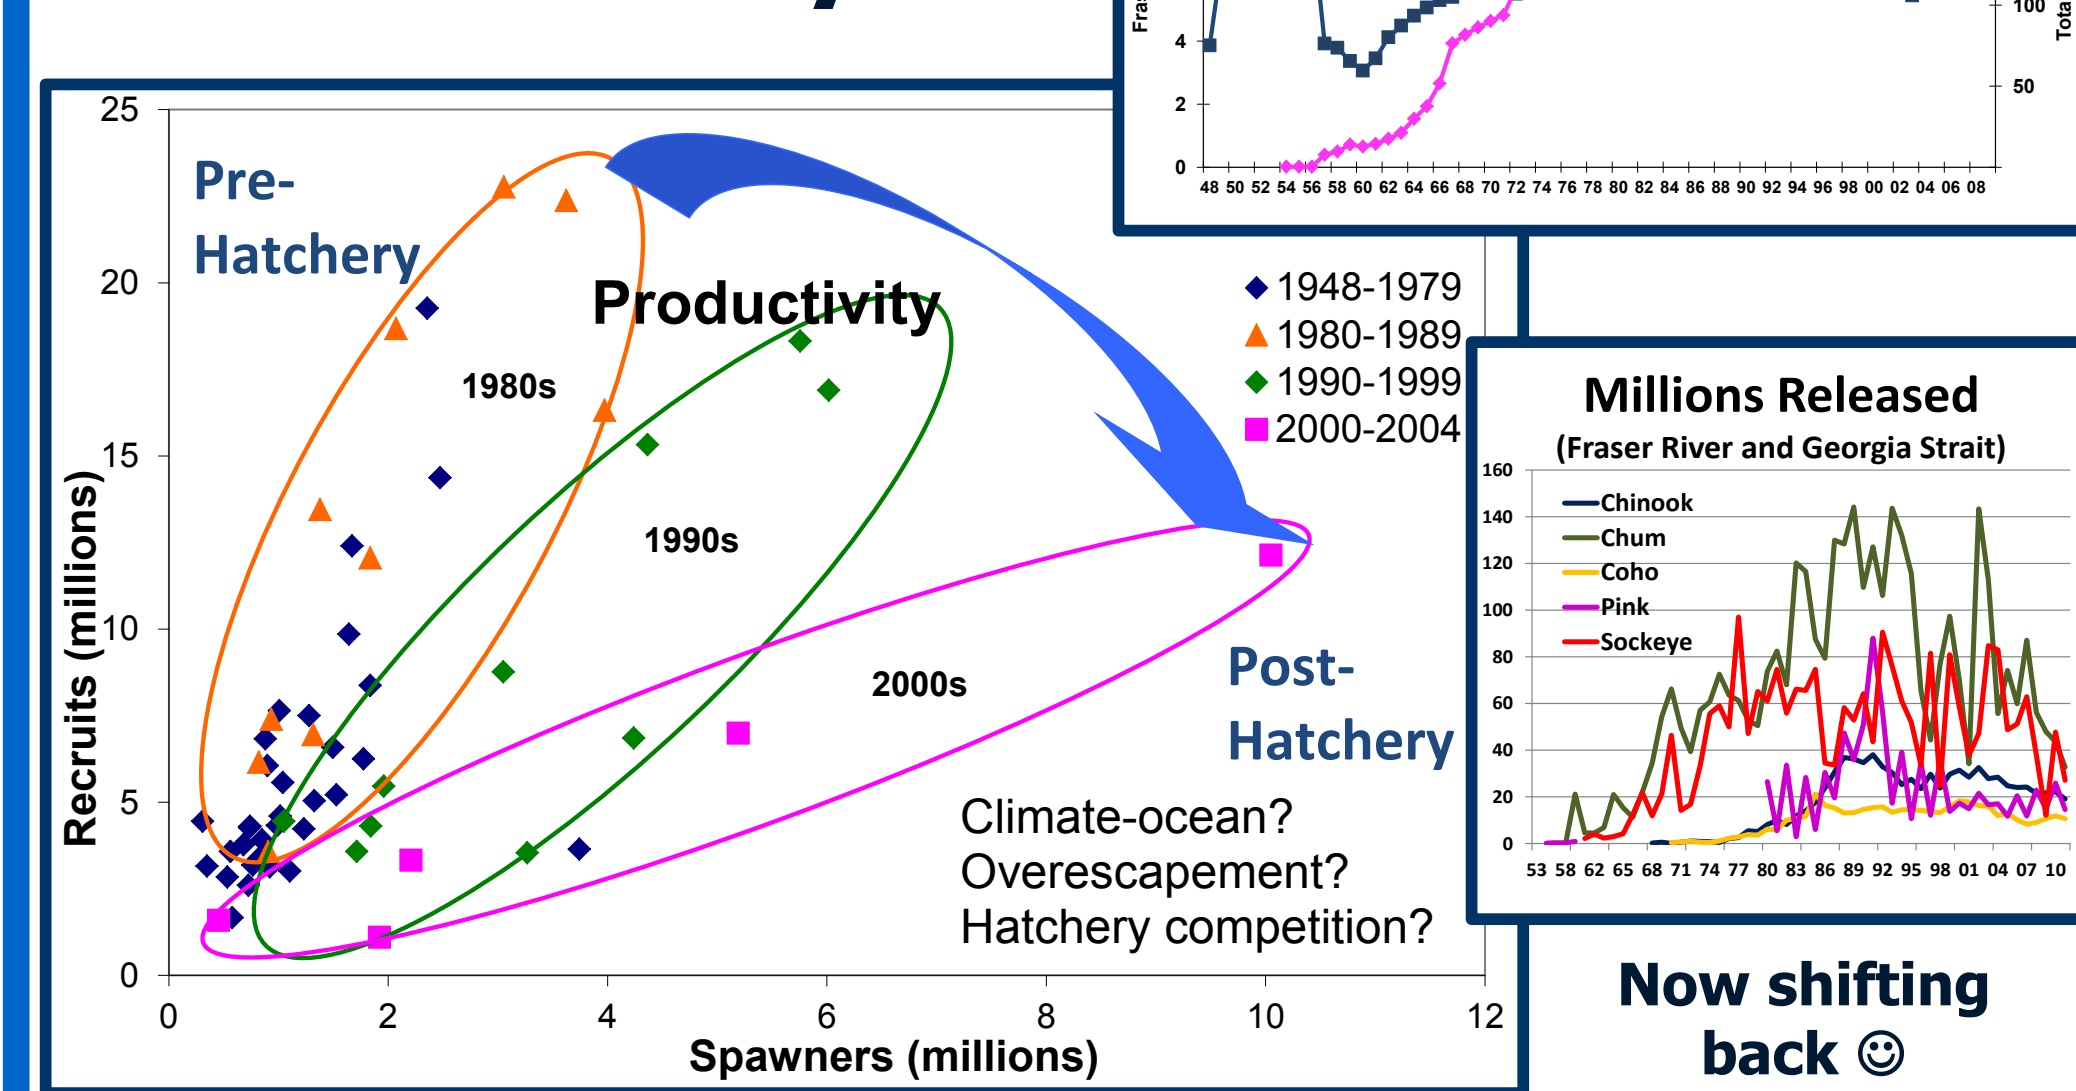 Fras
Tota
100
4
50
2
0
48 50 52 54 56 58 60 62 64 66 68 70 72 74 76 78 80 82 84 86 88 90 92 94 96 98 00 02 04 06 08
25
20
15
10
5
0
Recruits (millions)
Pre-
Hatchery
Productivity
1980s
1990s
2000s
1948-1979
1980-1989
1990-1999
2000-2004
Post-
Hatchery
Climate-ocean?
Overescapement?
Hatchery competition?
0 2 4 6 8 10 12
Spawners (millions)
Millions Released
(Fraser River and Georgia Strait)
160
140
120
100
80
60
40
20
0
Chinook
Chum
Coho
Pink
Sockeye
53 58 62 65 68 71 74 77 80 83 86 89 92 95 98 01 04 07 10
Now shifting
back ☺